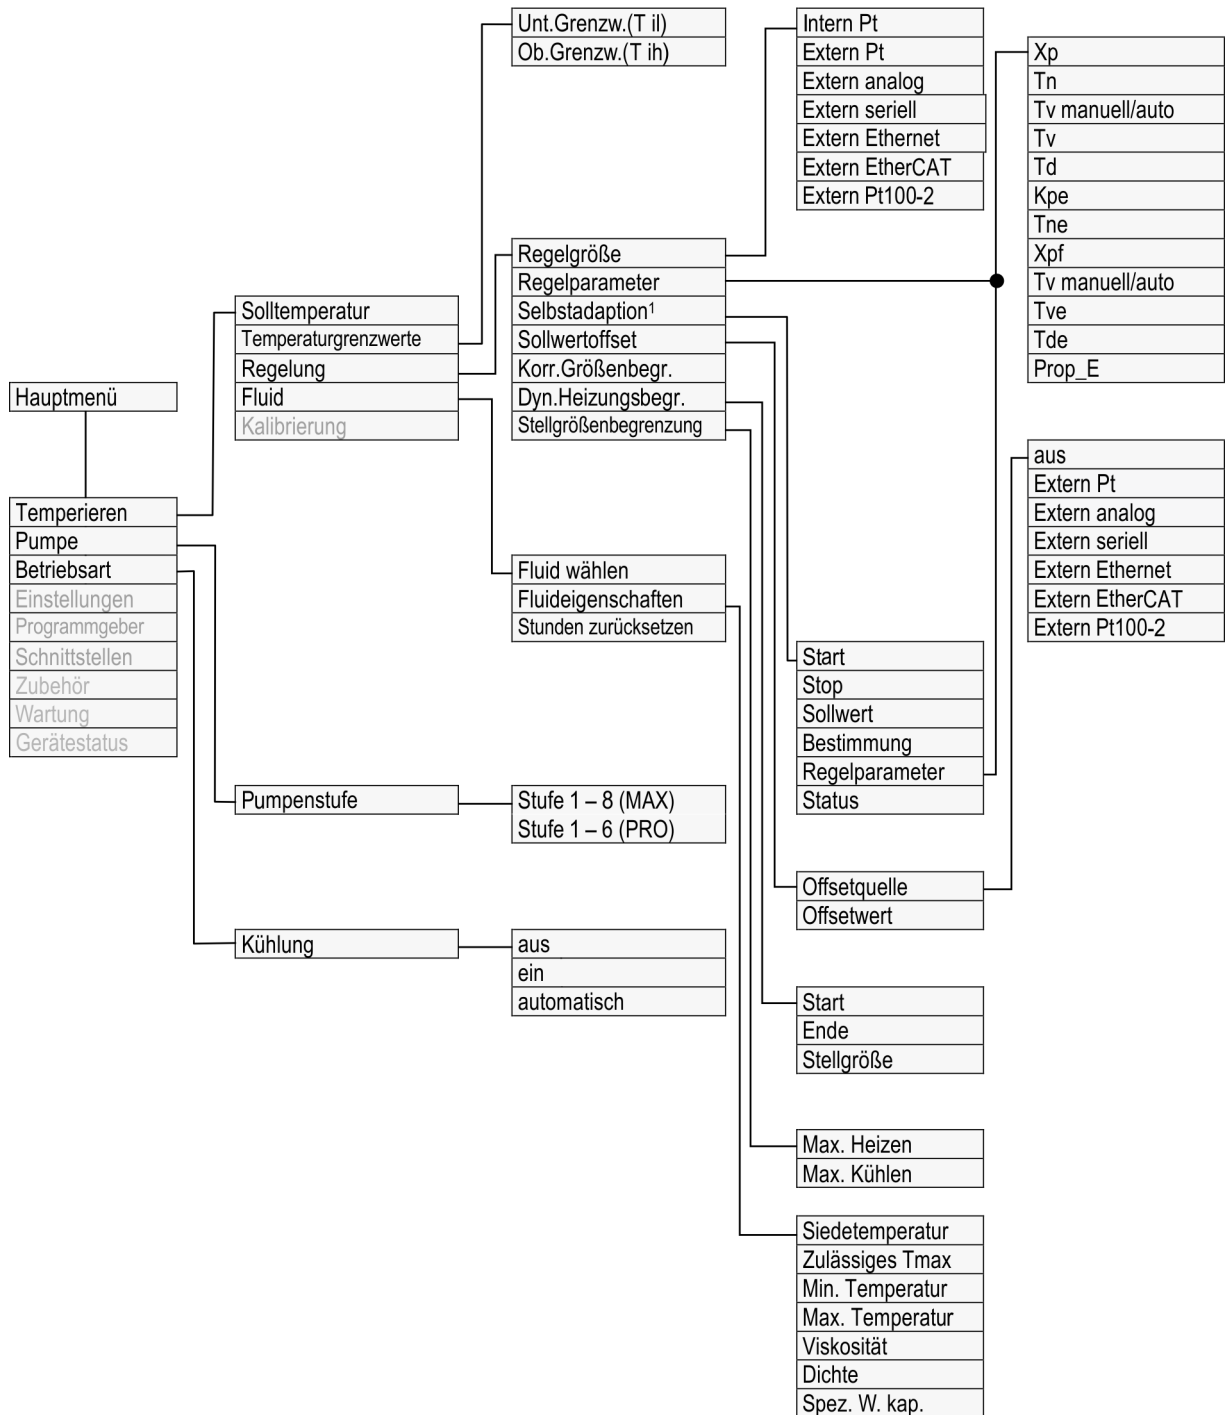 Hauptmenü
Temperieren
Pumpe
Betriebsart
Einstellungen
Programmgeber
Schnittstellen
Zubehör
Wartung
Gerätestatus
Solltemperatur
Temperaturgrenzwerte
Regelung
Fluid
Kalibrierung
Pumpenstufe
Kühlung
Unt.Grenzw.(T il)
Ob.Grenzw.(T ih)
Regelgröße
Regelparameter
Selbstadaption¹
Sollwertoffset
Korr.Größenbegr.
Dyn.Heizungsbegr.
Stellgrößenbegrenzung
Fluid wählen
Fluideigenschaften
Stunden zurücksetzen
Stufe 1 – 8 (MAX)
Stufe 1 – 6 (PRO)
aus
ein
automatisch
Intern Pt
Extern Pt
Extern analog
Extern seriell
Extern Ethernet
Extern EtherCAT
Extern Pt100-2
Start
Stop
Sollwert
Bestimmung
Regelparameter
Status
Offsetquelle
Offsetwert
Start
Ende
Stellgröße
Max. Heizen
Max. Kühlen
Siedetemperatur
Zulässiges Tmax
Min. Temperatur
Max. Temperatur
Viskosität
Dichte
Spez. W. kap.
Xp
Tn
Tv manuell/auto
Tv
Td
Kpe
Tne
Xpf
Tv manuell/auto
Tve
Tde
Prop_E
aus
Extern Pt
Extern analog
Extern seriell
Extern Ethernet
Extern EtherCAT
Extern Pt100-2